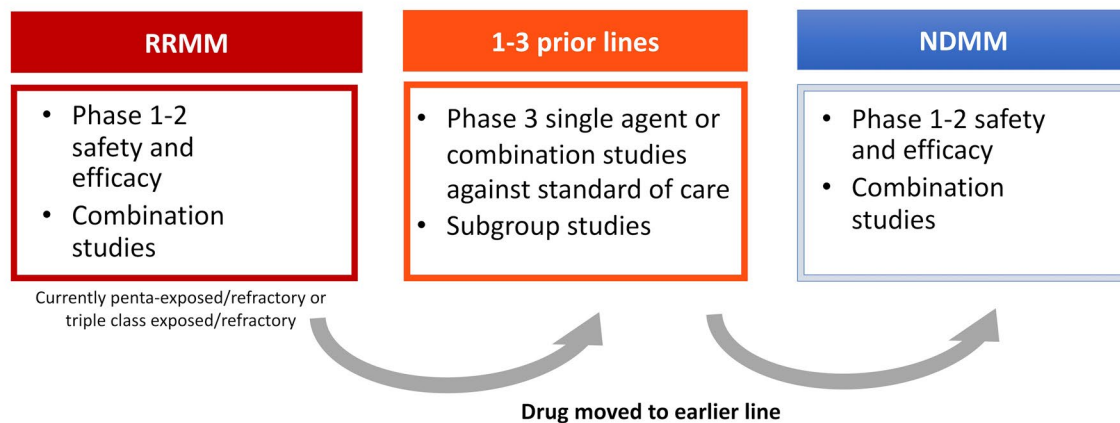 RRMM
• Phase 1-2
safety and
efficacy
• Combination
studies
Currently penta-exposed/refractory or
triple class exposed/refractory
1-3 prior lines
• Phase 3 single agent or
combination studies
against standard of care
• Subgroup studies
NDMM
• Phase 1-2 safety
and efficacy
• Combination
studies
Drug moved to earlier line